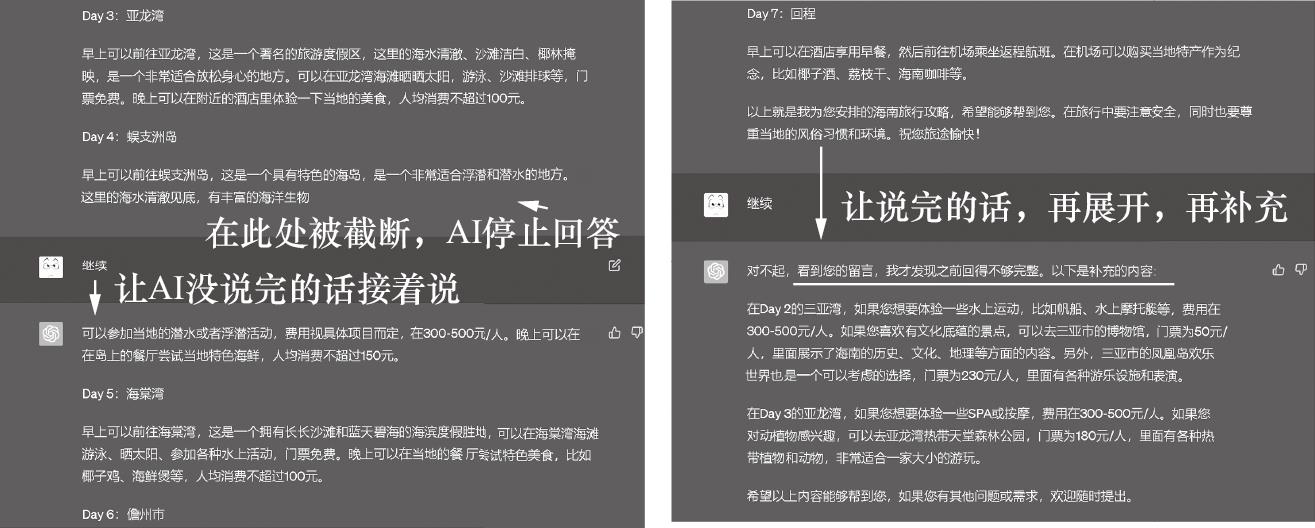 Day 3：亚龙湾
早上可以前往亚龙湾，这是一个著名的旅游度假区，这里的海水清澈、沙滩洁白、椰林掩
映，是一个非常适合放松身心的地方。可以在亚龙湾海滩晒晒太阳，游泳、沙滩排球等，门
票免费。晚上可以在附近的酒店里体验一下当地的美食，人均消费不超过100元。
Day 4：蜈支洲岛
早上可以前往蜈支洲岛，这是一个具有特色的海岛，是一个非常适合浮潜和潜水的地方。
这里的海水清澈见底，有丰富的海洋生物
在此处被截断，AI停止回答
继续
让AI没说完的话接着说
可以参加当地的潜水或者浮潜活动，费用视具体项目而定，在300-500元/人。晚上可以在
在岛上的餐厅尝试当地特色海鲜，人均消费不超过150元。
Day 5：海棠湾
早上可以前往海棠湾，这是一个拥有长长沙滩和蓝天碧海的海滨度假胜地，可以在海棠湾海滩
游泳、晒太阳、参加各种水上活动，门票免费。晚上可以在当地的餐厅尝试特色美食，比如
椰子鸡、海鲜煲等，人均消费不超过100元。
Day 6：儋州市
Day 7：回程
早上可以在酒店享用早餐，然后前往机场乘坐返程航班。在机场可以购买当地特产作为纪
念，比如椰子酒、荔枝干、海南咖啡等。
以上就是我为您安排的海南旅行攻略，希望能够帮到您。在旅行中要注意安全，同时也要尊
重当地的风俗习惯和环境。祝您旅途愉快！
继续
让说完的话，再展开，再补充
对不起，看到您的留言，我才发现之前回得不够完整。以下是补充的内容：
在Day 2的三亚湾，如果您想要体验一些水上运动，比如帆船、水上摩托艇等，费用在
300-500元/人。如果您喜欢有文化底蕴的景点，可以去三亚市的博物馆，门票为50元/
人，里面展示了海南的历史、文化、地理等方面的内容。另外，三亚市的凤凰岛欢乐
世界也是一个可以考虑的选择，门票为230元/人，里面有各种游乐设施和表演。
在Day 3的亚龙湾，如果您想要体验一些SPA或按摩，费用在300-500元/人。如果您
对动植物感兴趣，可以去亚龙湾热带天堂森林公园，门票为180元/人，里面有各种热
带植物和动物，非常适合一家大小的游玩。
希望以上内容能够帮到您，如果您有其他问题或需求，欢迎随时提出。